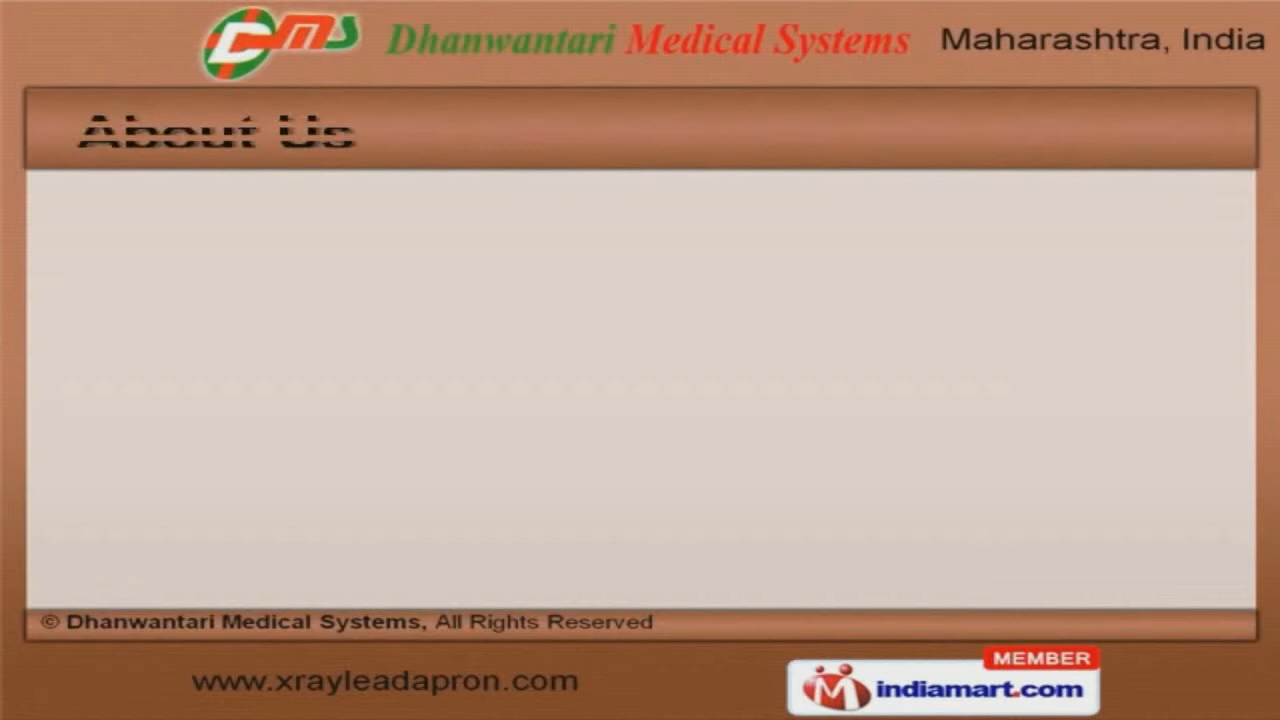 DMS Dhanwantari Medical Systems Maharashtra, India
About Us
© Dhanwantari Medical Systems, All Rights Reserved
www.xrayleadapron.com
MEMBER
indiamart.com